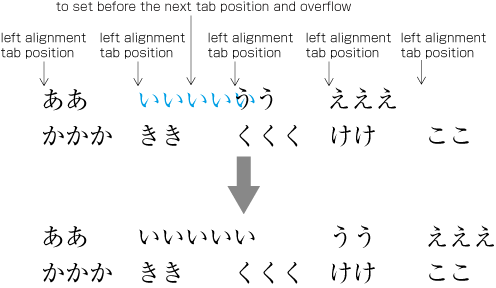 to set before the next tab position and overflow
left alignment tab position
left alignment tab position
left alignment tab position
left alignment tab position
left alignment tab position
ああ いいいいい うう えええ
かかか きき くくく けけ ここ
ああ いいいいい うう えええ
かかか きき くくく けけ ここ